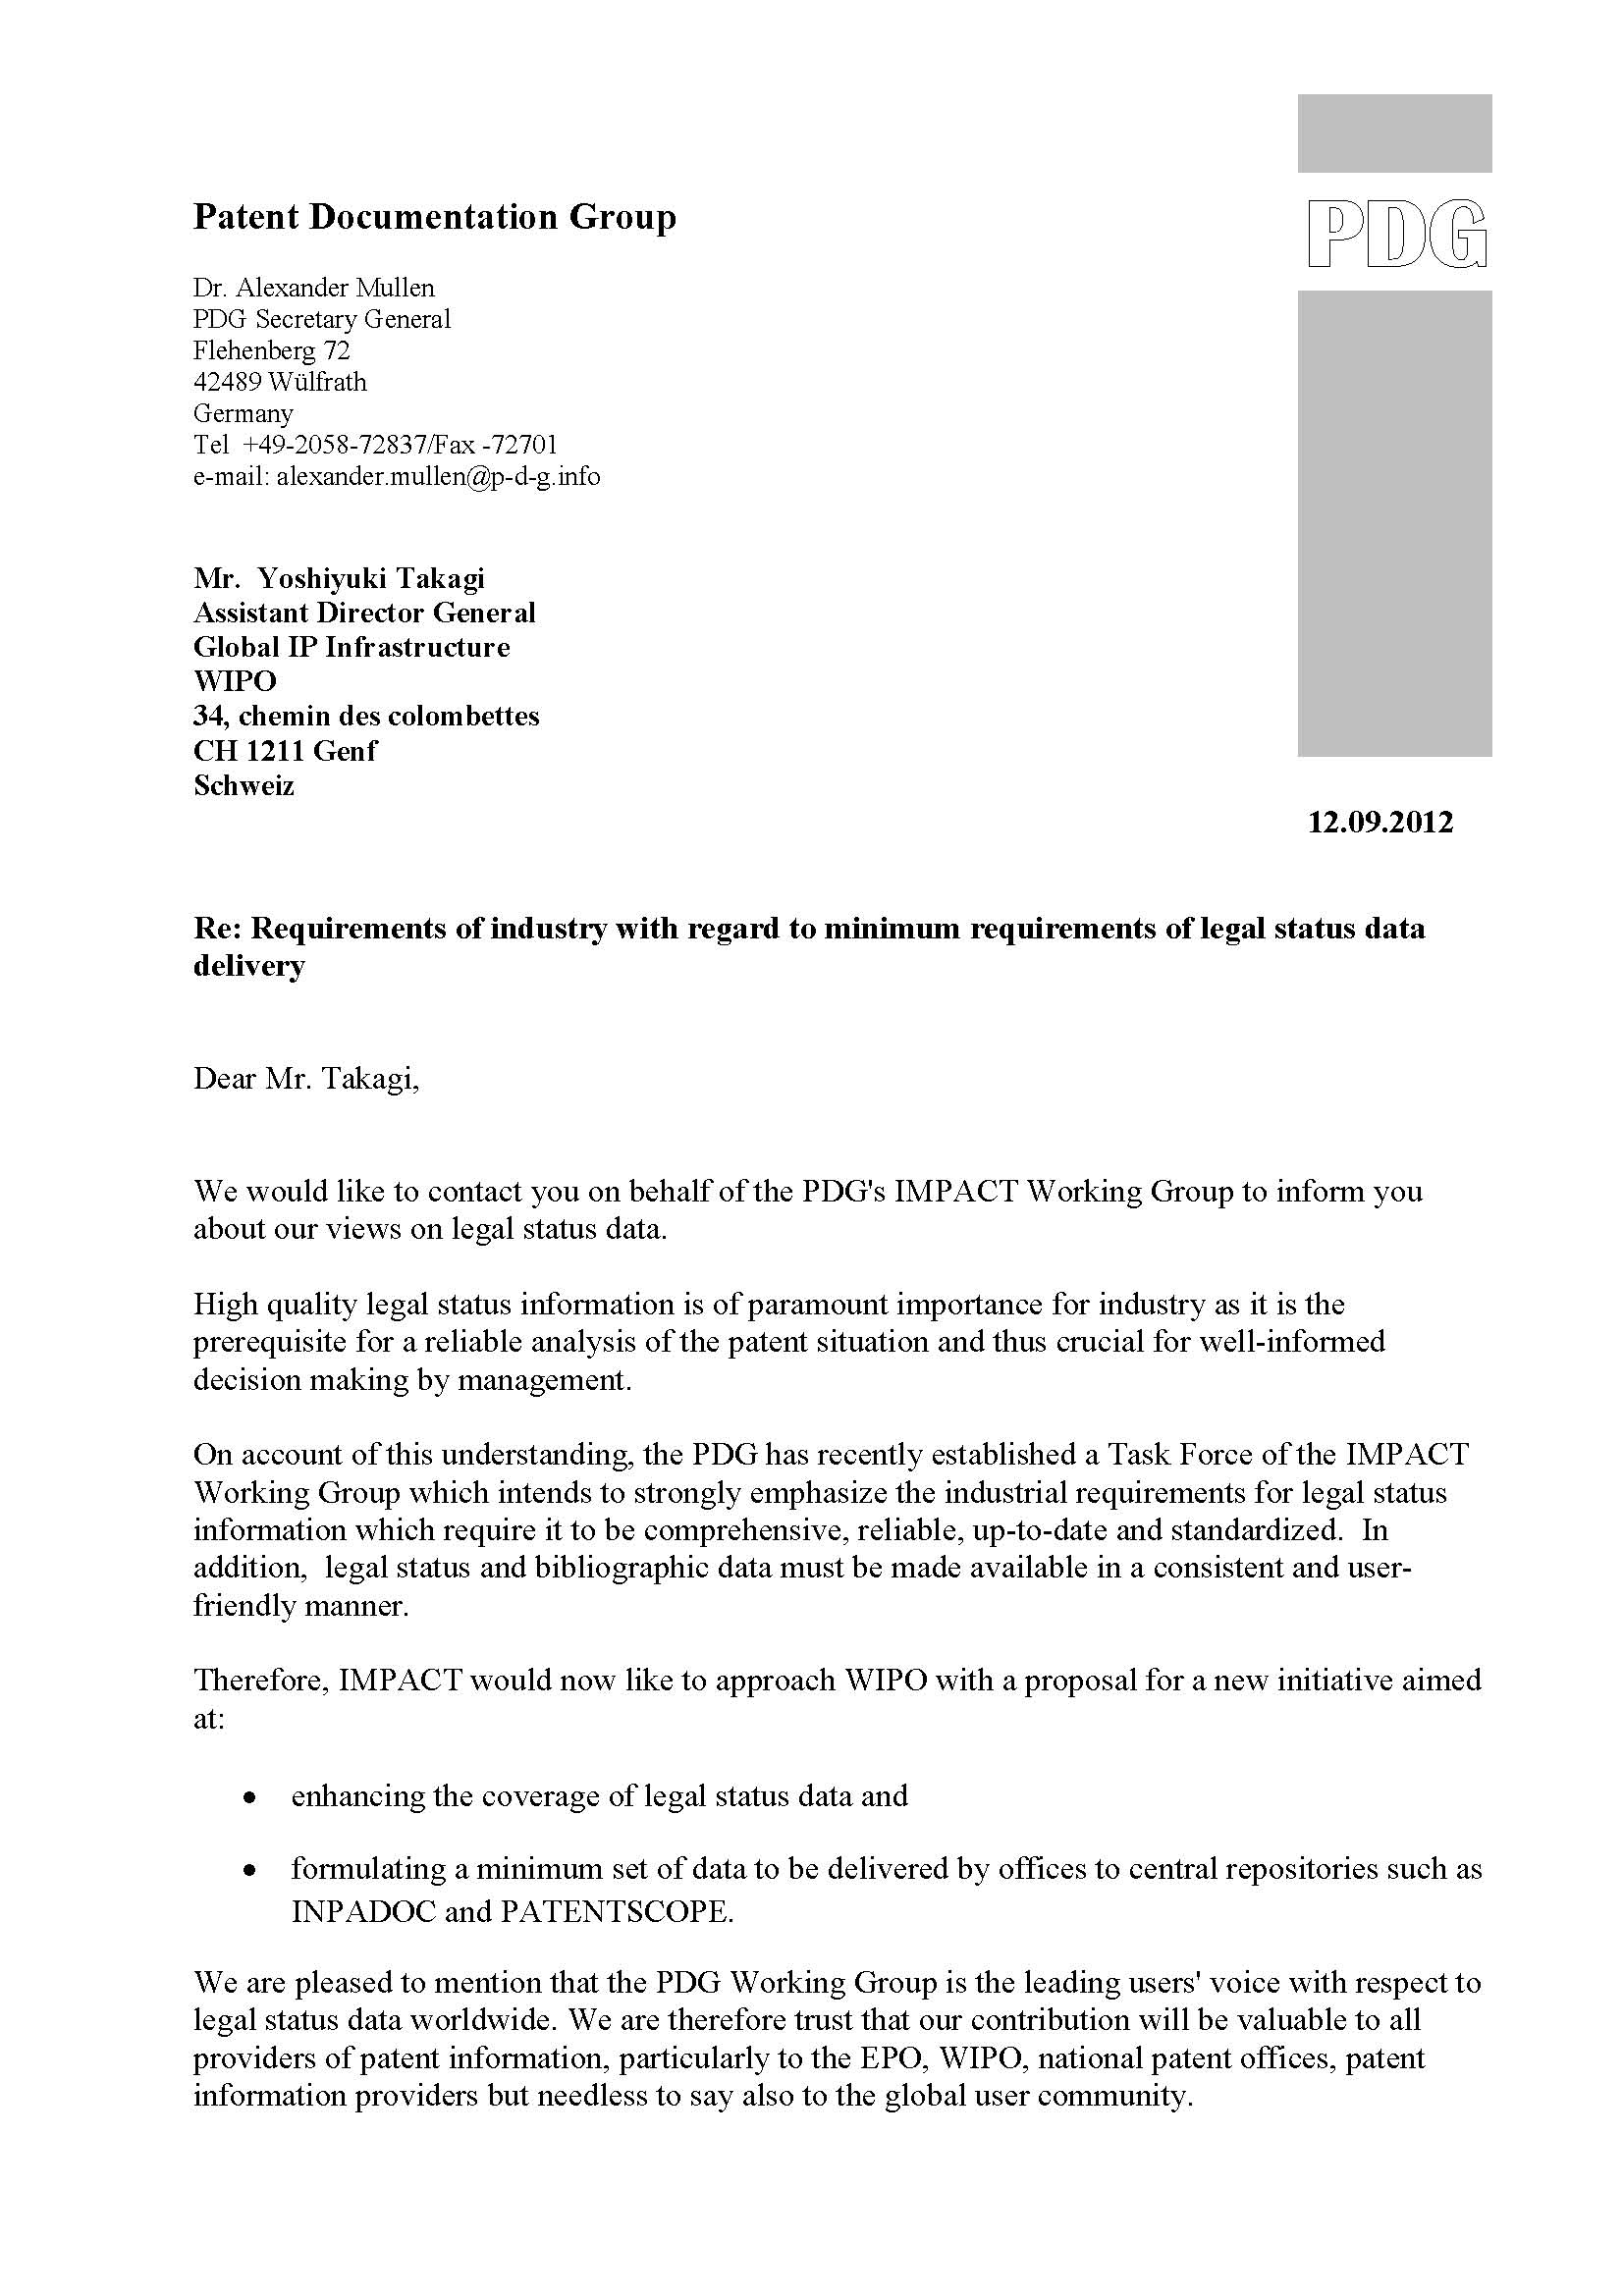 PDG
Patent Documentation Group
Dr. Alexander Mullen
PDG Secretary General
Flehenberg 72
42489 Wülfrath
Germany
Tel  +49-2058-72837/Fax -72701
e-mail: alexander.mullen@p-d-g.info
Mr.  Yoshiyuki Takagi
Assistant Director General
Global IP Infrastructure
WIPO
34, chemin des colombettes
CH 1211 Genf
Schweiz
12.09.2012
Re: Requirements of industry with regard to minimum requirements of legal status data
delivery
Dear Mr. Takagi,
We would like to contact you on behalf of the PDG's IMPACT Working Group to inform you
about our views on legal status data.
High quality legal status information is of paramount importance for industry as it is the
prerequisite for a reliable analysis of the patent situation and thus crucial for well-informed
decision making by management.
On account of this understanding, the PDG has recently established a Task Force of the IMPACT
Working Group which intends to strongly emphasize the industrial requirements for legal status
information which require it to be comprehensive, reliable, up-to-date and standardized.  In
addition,  legal status and bibliographic data must be made available in a consistent and user-
friendly manner.
Therefore, IMPACT would now like to approach WIPO with a proposal for a new initiative aimed
at:
• enhancing the coverage of legal status data and
• formulating a minimum set of data to be delivered by offices to central repositories such as
INPADOC and PATENTSCOPE.
We are pleased to mention that the PDG Working Group is the leading users' voice with respect to
legal status data worldwide. We are therefore trust that our contribution will be valuable to all
providers of patent information, particularly to the EPO, WIPO, national patent offices, patent
information providers but needless to say also to the global user community.